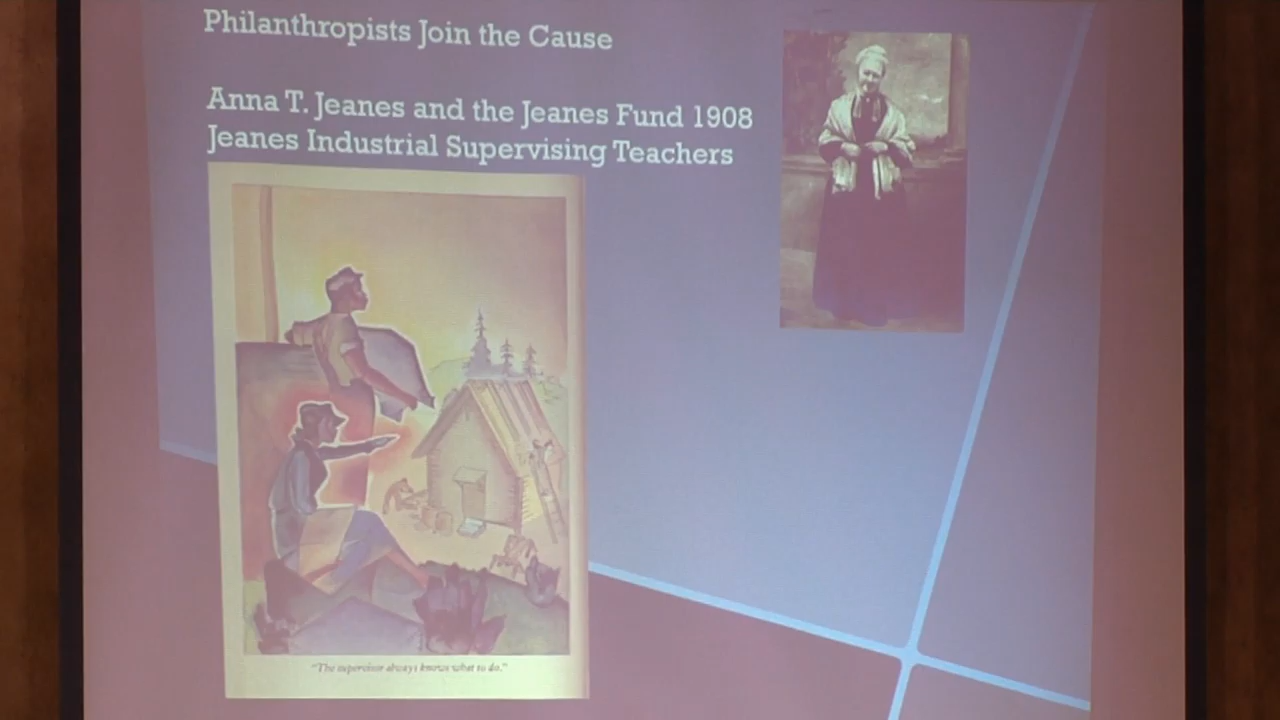 Philanthropists Join the Cause
Anna T. Jeanes and the Jeanes Fund 1908
Jeanes Industrial Supervising Teachers
"The supervisor always knows what to do."